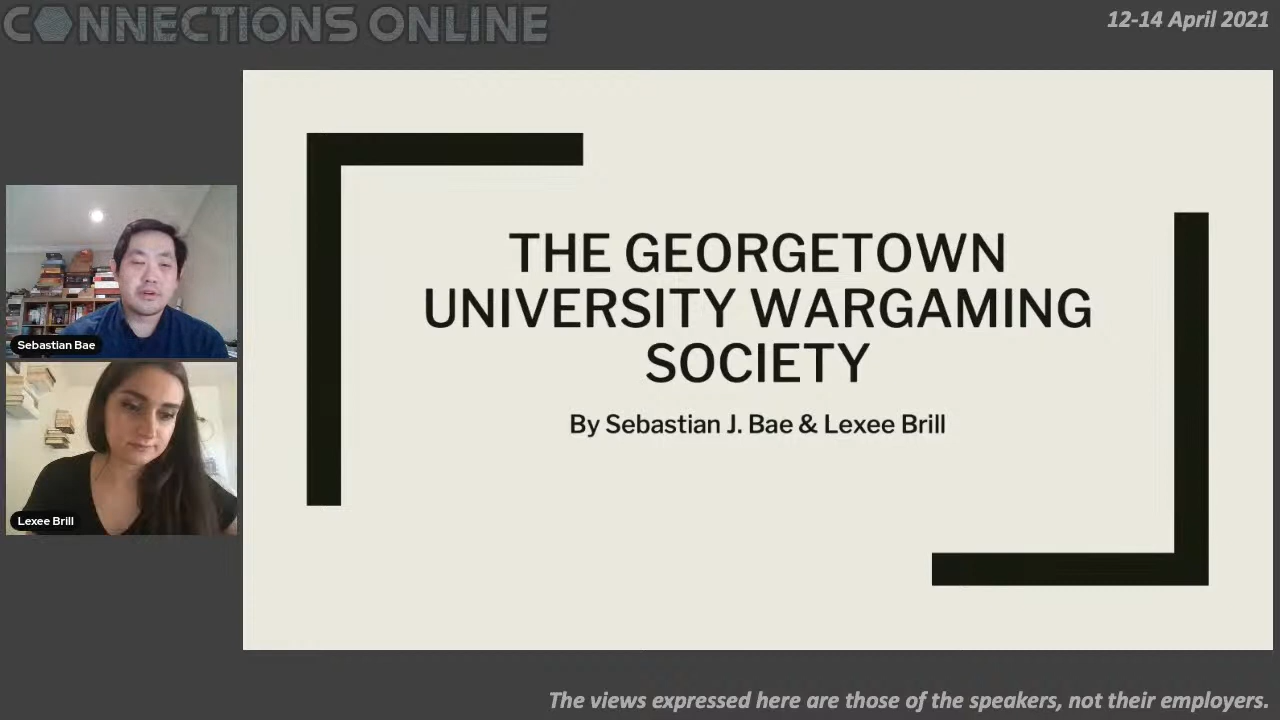 CONNECTIONS ONLINE
12-14 April 2021
THE GEORGETOWN
UNIVERSITY WARGAMING
SOCIETY
By Sebastian J. Bae & Lexee Brill
Sebastian Bae
Lexee Brill
The views expressed here are those of the speakers, not their employers.